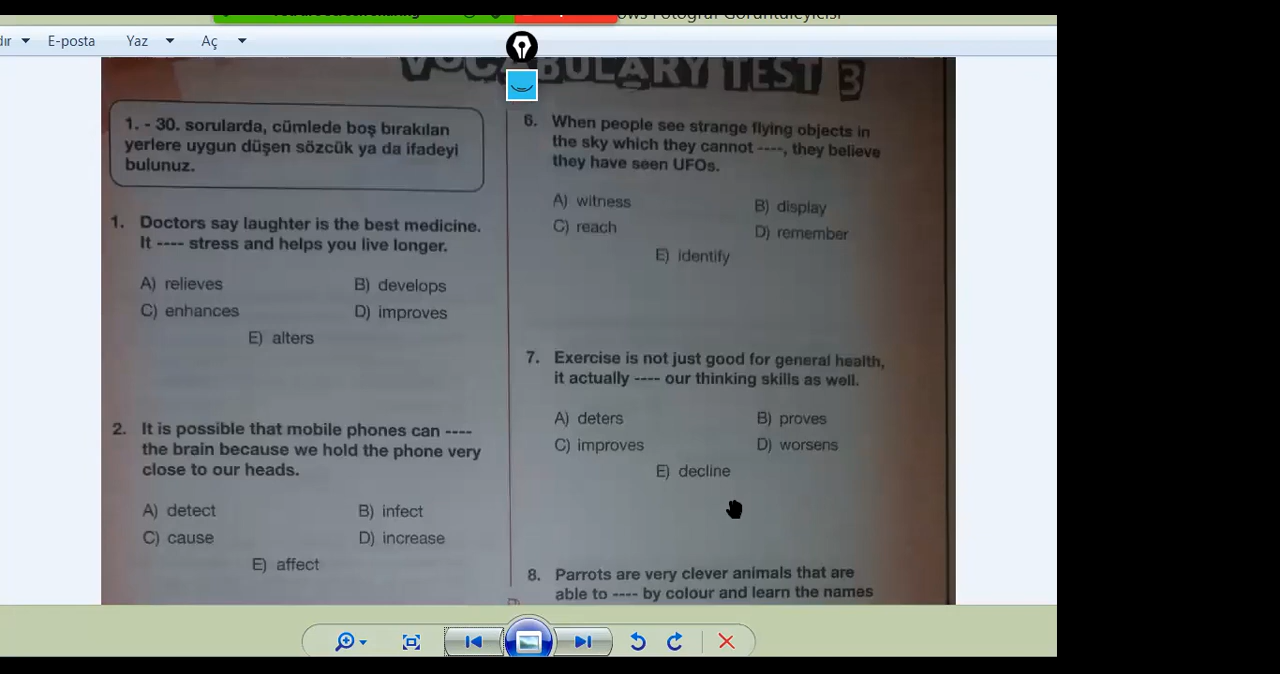 E-posta
Yaz
Aç
VOCABULARY TEST 3
1. - 30. sorularda, cümlede boş bırakılan
yerlere uygun düşen sözcük ya da ifadeyi
bulunuz.
1. Doctors say laughter is the best medicine.
It ---- stress and helps you live longer.
A) relieves
B) develops
C) enhances
D) improves
E) alters
2. It is possible that mobile phones can ----
the brain because we hold the phone very
close to our heads.
A) detect
B) infect
C) cause
D) increase
E) affect
6. When people see strange flying objects in
the sky which they cannot ----, they believe
they have seen UFOs.
A) witness
B) display
C) reach
D) remember
E) identify
7. Exercise is not just good for general health,
it actually ---- our thinking skills as well.
A) deters
B) proves
C) improves
D) worsens
E) decline
8. Parrots are very clever animals that are
able to ---- by colour and learn the names